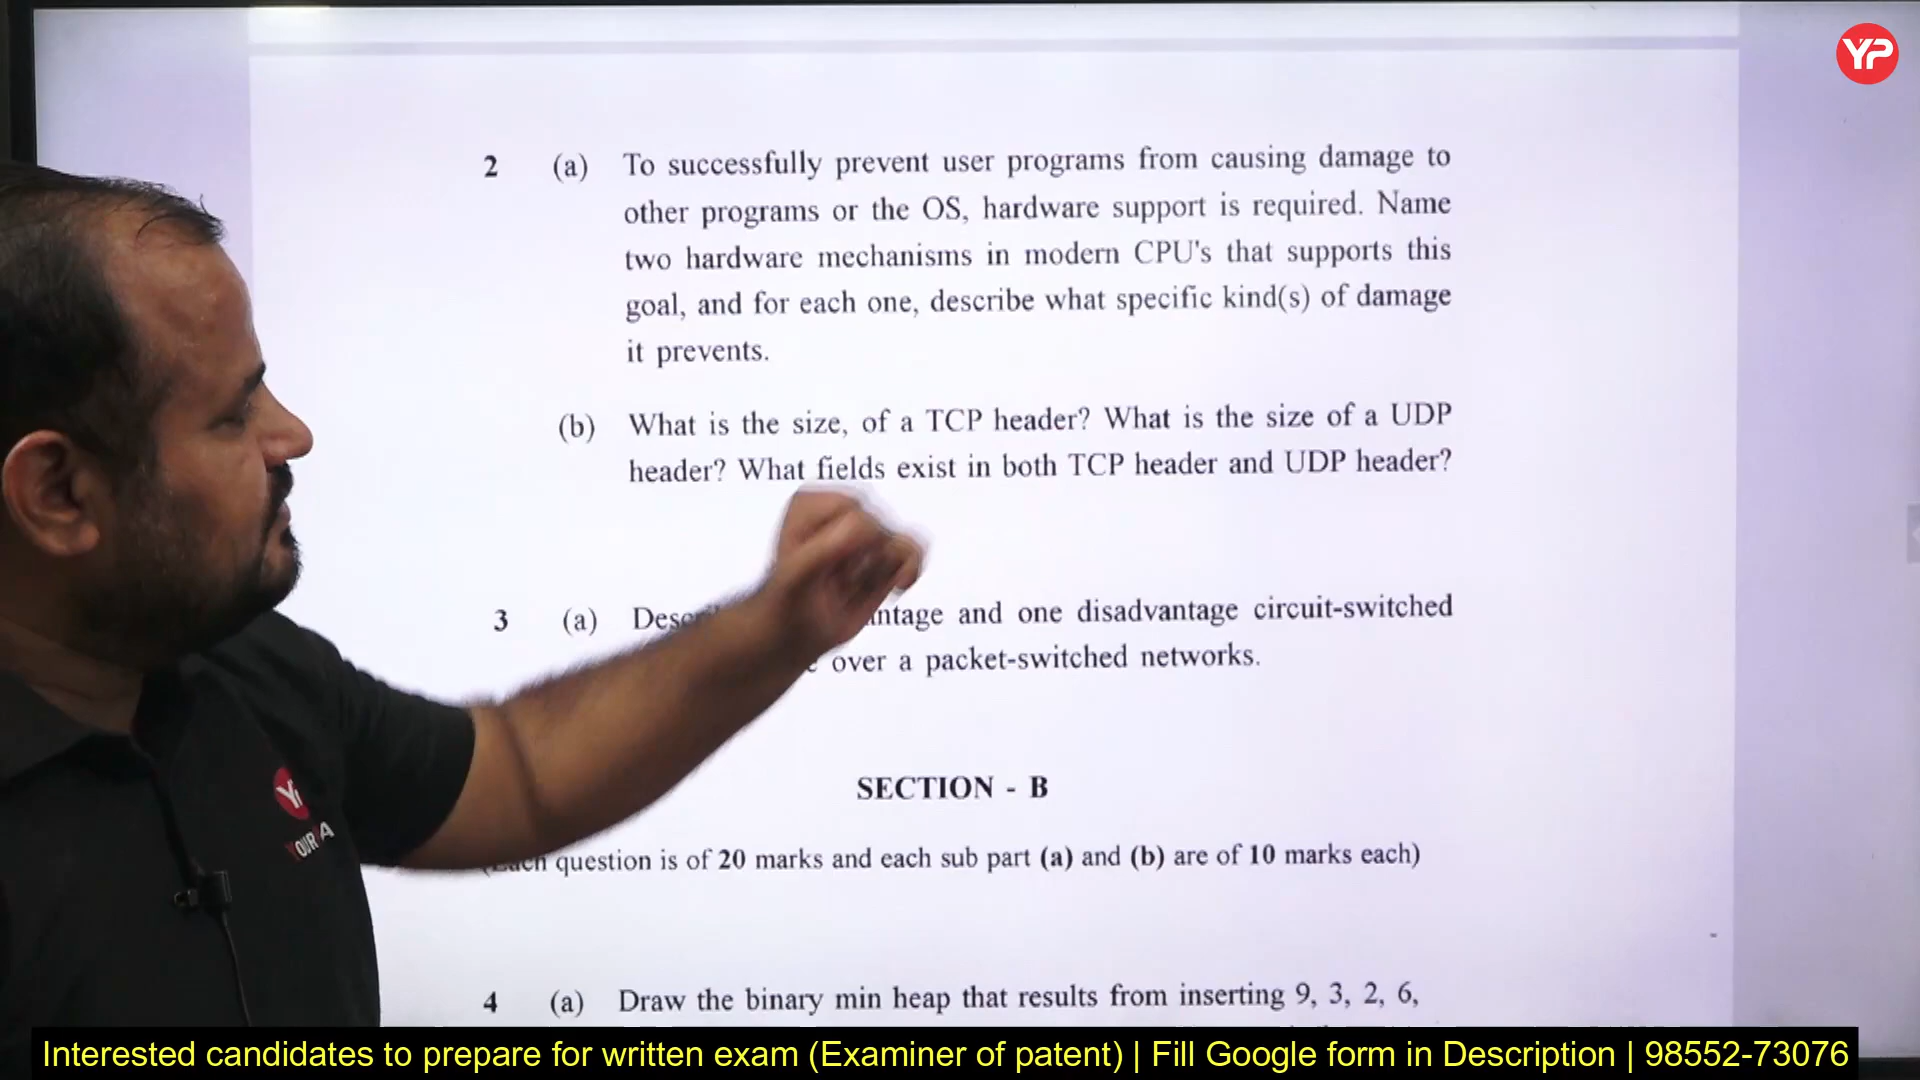 YP
2 (a) To successfully prevent user programs from causing damage to
other programs or the OS, hardware support is required. Name
two hardware mechanisms in modern CPU's that supports this
goal, and for each one, describe what specific kind(s) of damage
it prevents.
(b) What is the size, of a TCP header? What is the size of a UDP
header? What fields exist in both TCP header and UDP header?
3 (a) and one disadvantage circuit-switched
over a packet-switched networks.
SECTION - B
question is of 20 marks and each sub part (a) and (b) are of 10 marks each)
4 (a) Draw the binary min heap that results from inserting 9, 3, 2, 6,
Interested candidates to prepare for written exam (Examiner of patent) | Fill Google form in Description | 98552-73076